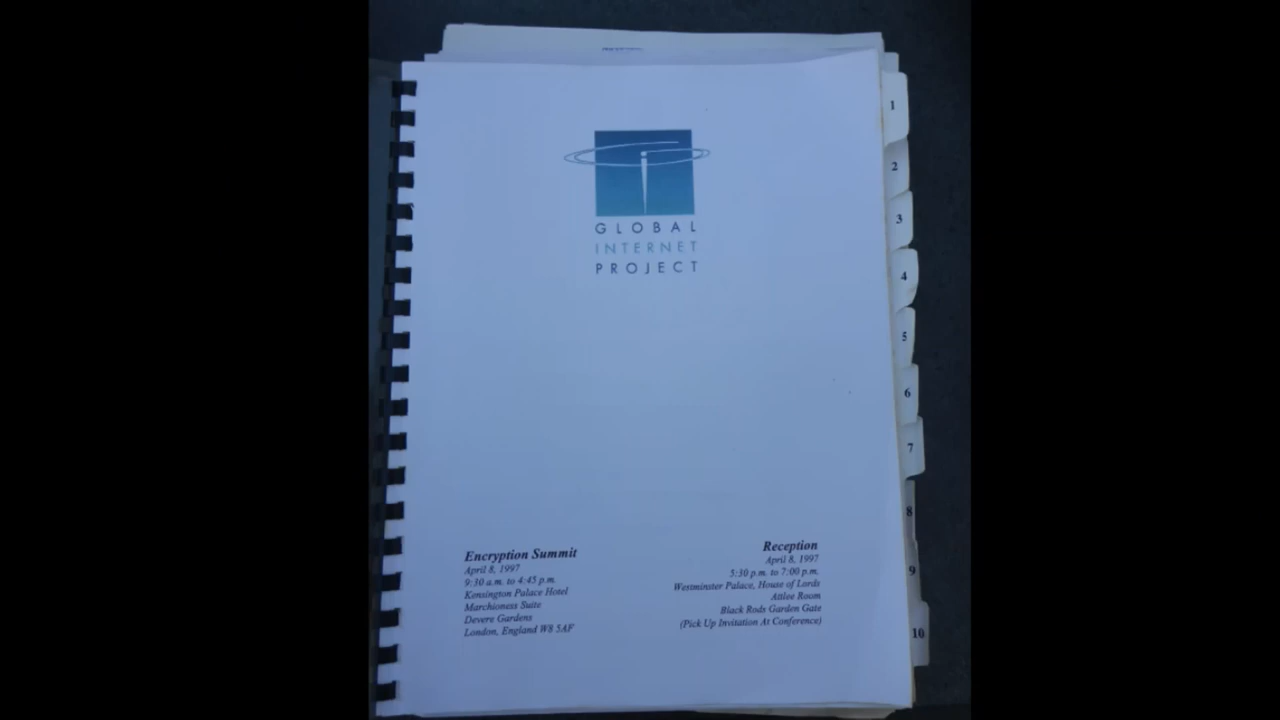 GLOBAL
INTERNET
PROJECT
Encryption Summit
April 8, 1997
9:30 a.m. to 4:45 p.m.
Kensington Palace Hotel
Marchioness Suite
Devere Gardens
London, England W8 5AF
Reception
April 8, 1997
5:30 p.m. to 7:00 p.m.
Westminster Palace, House of Lords
Attlee Room
Black Rods Garden Gate
(Pick Up Invitation At Conference)
1
2
3
4
5
6
7
8
9
10